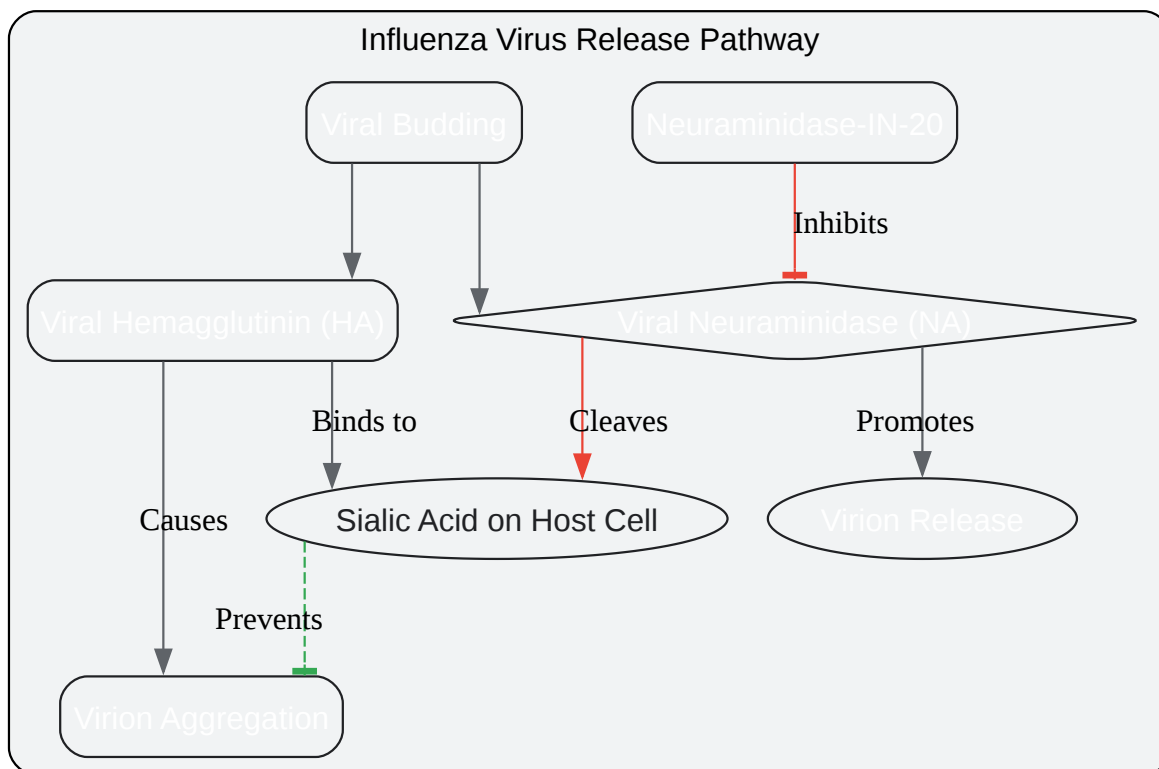 Influenza Virus Release Pathway
Viral Budding
Neuraminidase-IN-20
Inhibits
Viral Hemagglutinin (HA)
Viral Neuraminidase (NA)
Binds to
Cleaves
Promotes
Causes
Sialic Acid on Host Cell
Virion Release
Prevents
Virion Aggregation